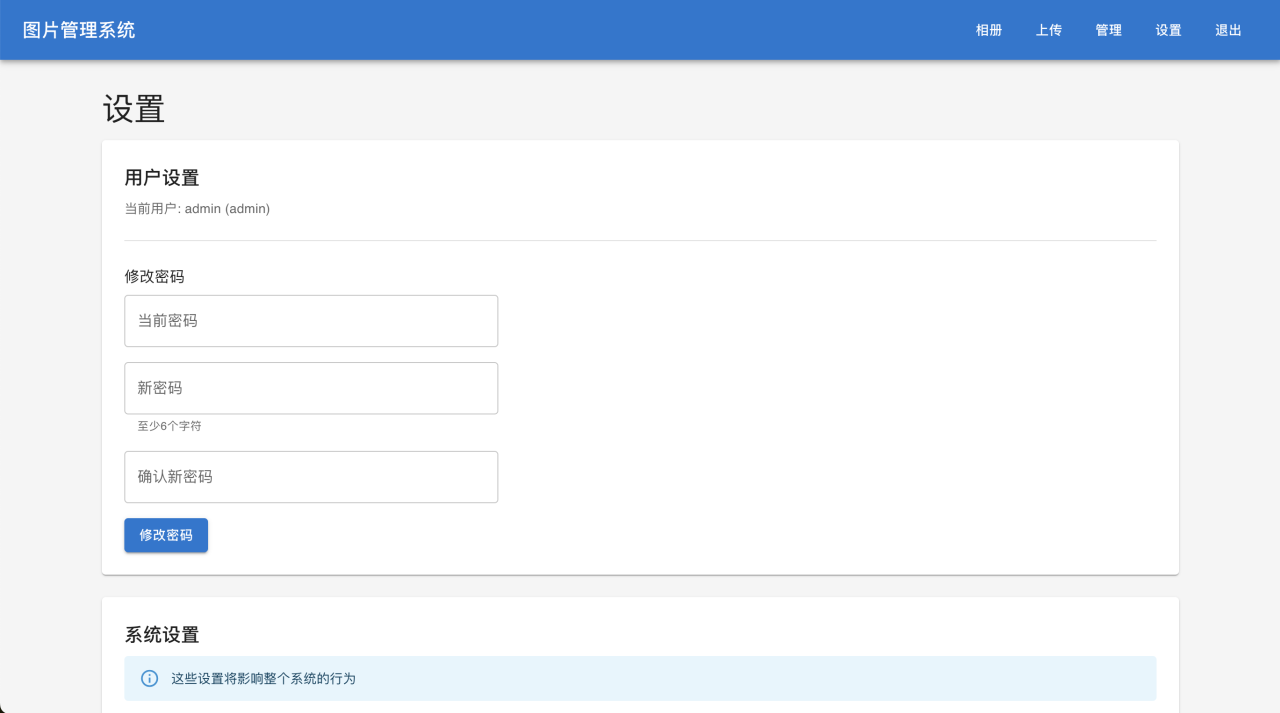 图片管理系统
相册 上传 管理 设置 退出
设置
用户设置
当前用户: admin (admin)
修改密码
当前密码
新密码
至少6个字符
确认新密码
修改密码
系统设置
这些设置将影响整个系统的行为